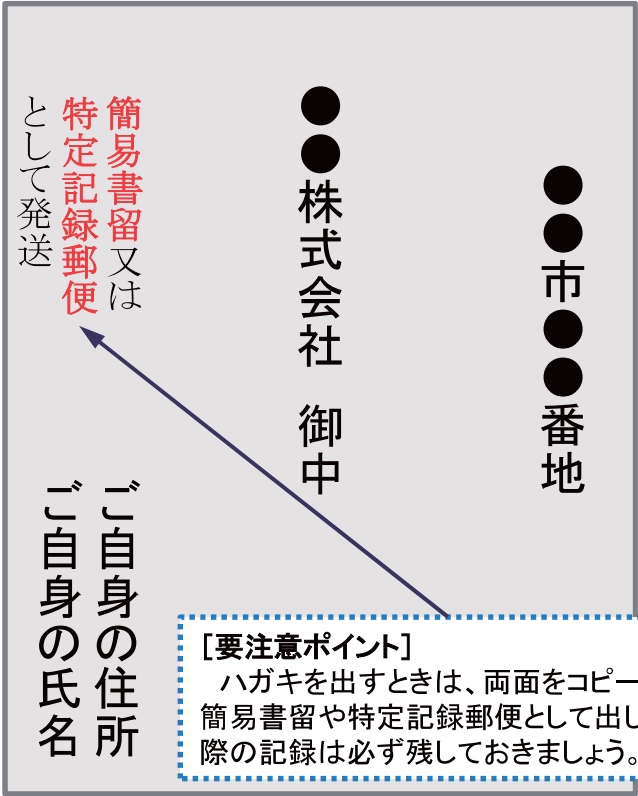 ●●市●●番地
●●株式会社　御中
簡易書留又は
特定記録郵便
として発送
ご自身の住所
ご自身の氏名
［要注意ポイント］
ハガキを出すときは、両面をコピー
簡易書留や特定記録郵便として出し
際の記録は必ず残しておきましょう。